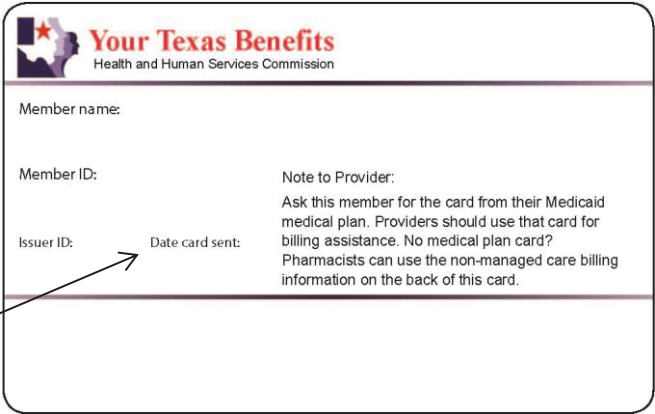 Your Texas Benefits
Health and Human Services Commission
Member name:
Member ID:
Note to Provider:
Ask this member for the card from their Medicaid
medical plan. Providers should use that card for
billing assistance. No medical plan card?
Pharmacists can use the non-managed care billing
information on the back of this card.
Issuer ID:
Date card sent: